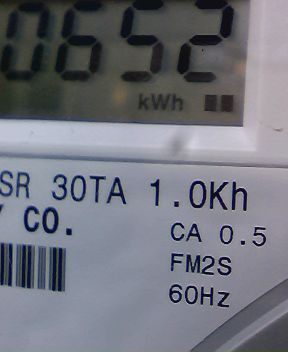 0652
kWh
SR 30TA 1.0Kh
Y CO.
CA 0.5
FM2S
60Hz